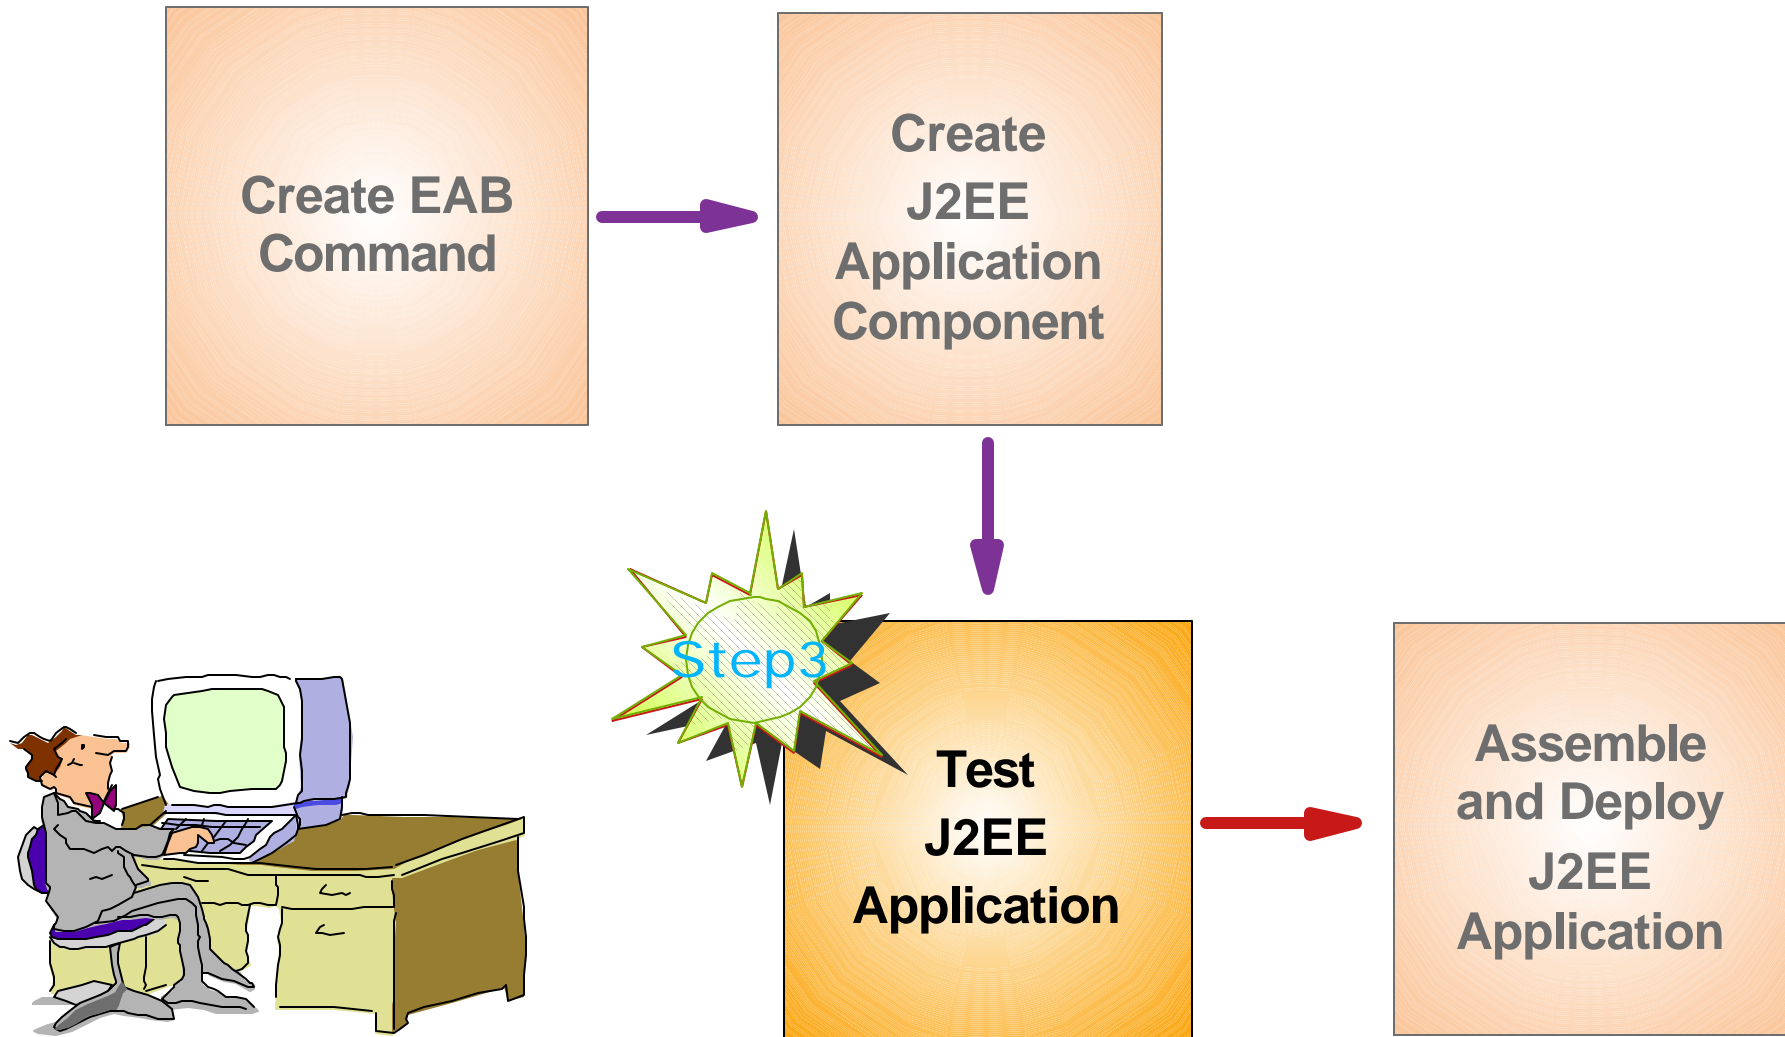 Create EAB
Command
Create
J2EE
Application
Component
Step3
Test
J2EE
Application
Assemble
and Deploy
J2EE
Application